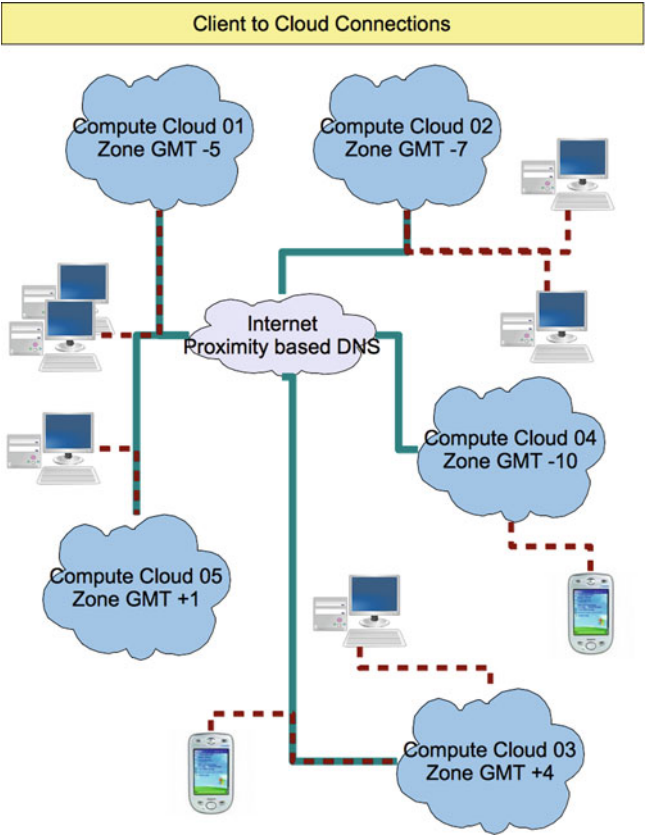 Client to Cloud Connections
Compute Cloud 01
Zone GMT -5
Compute Cloud 02
Zone GMT -7
Internet
Proximity based DNS
Compute Cloud 04
Zone GMT -10
Compute Cloud 05
Zone GMT +1
Compute Cloud 03
Zone GMT +4